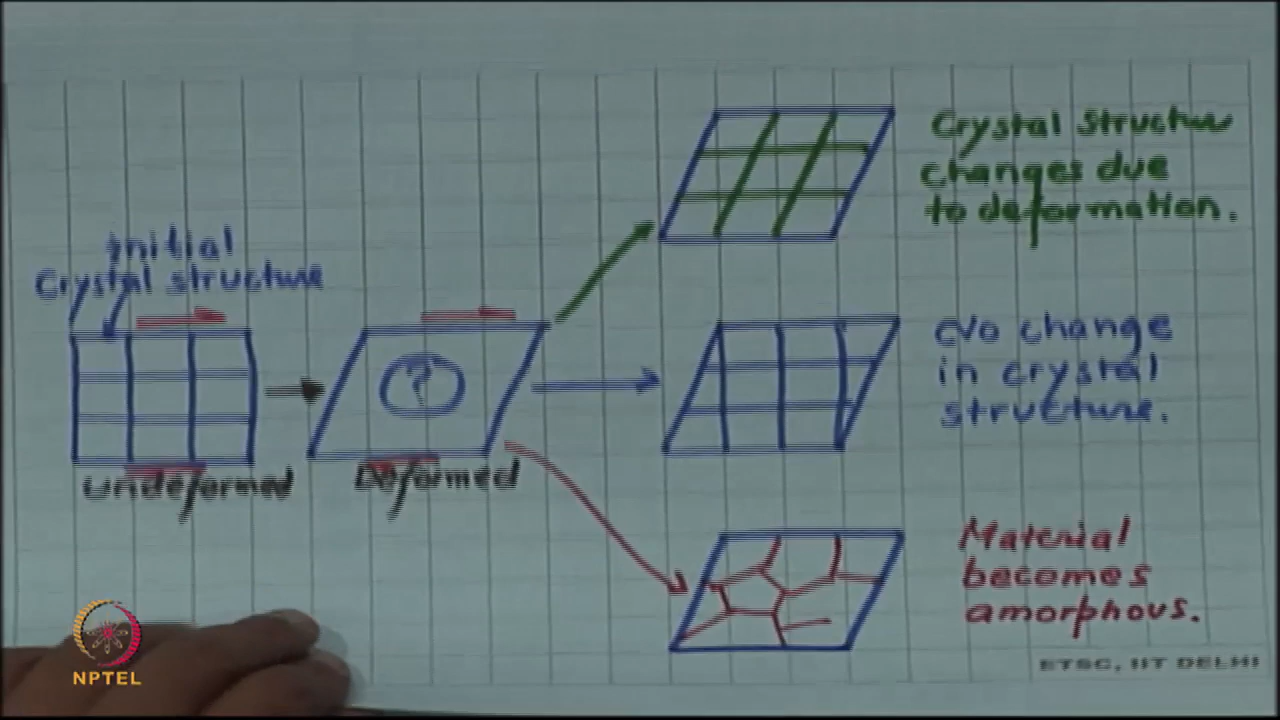 Initial
Crystal structure
undeformed
?
Deformed
Crystal Structure
changes due
to deformation.
No change
in crystal
structure.
Material
becomes
amorphous.
NPTEL
ETSC, IIT DELHI